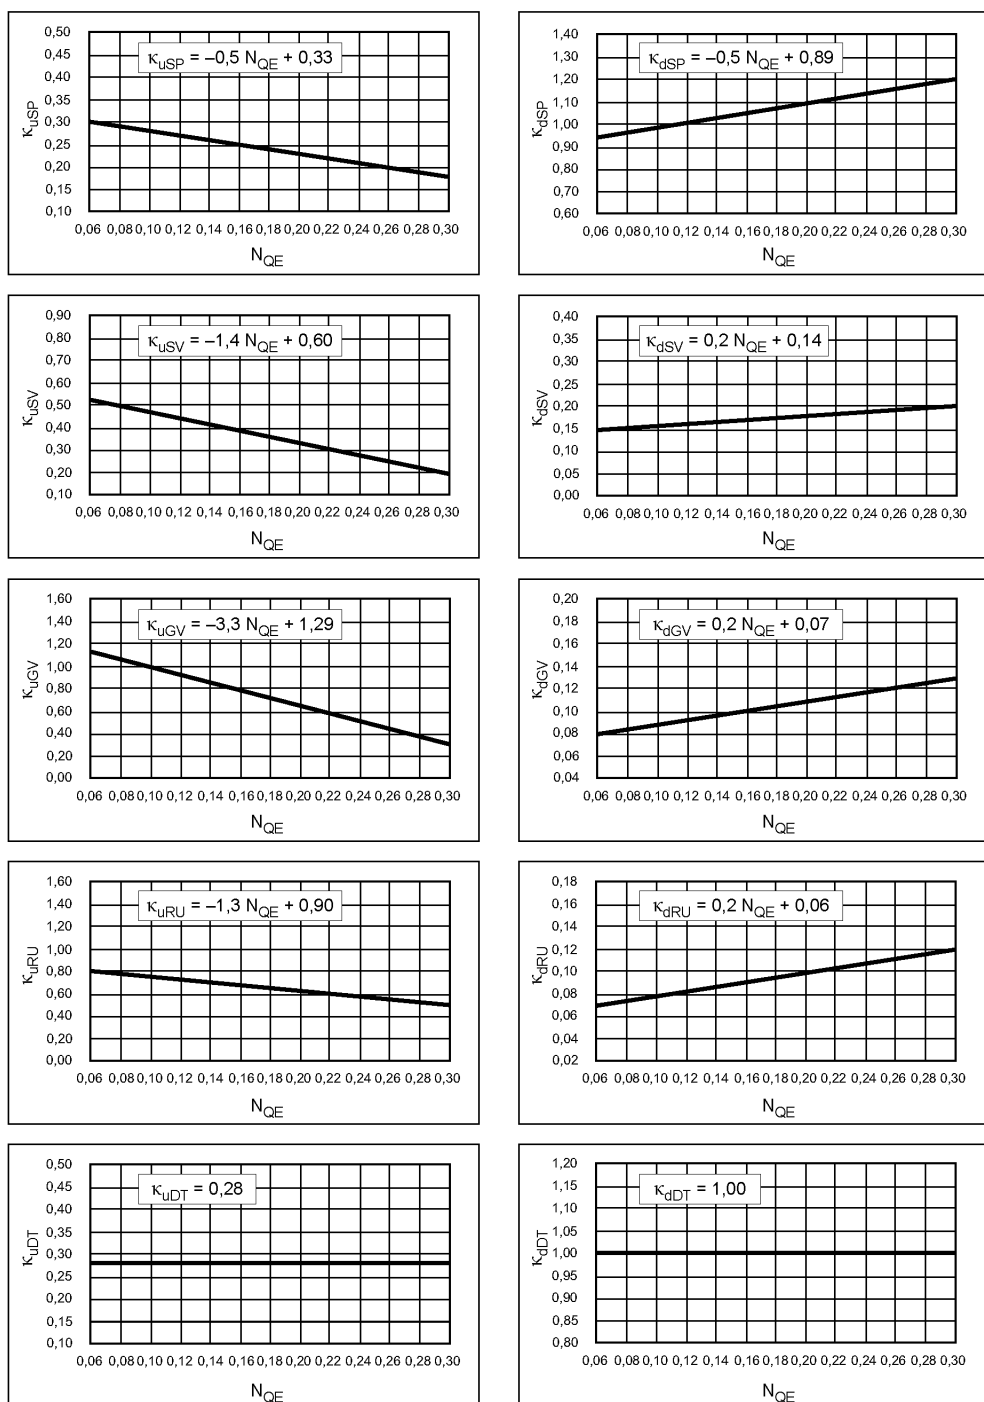 0,50
0,45
0,40
0,35
0,30
0,25
0,20
0,15
0,10
κuSP
κuSP = –0,5 NQE + 0,33
0,06 0,08 0,10 0,12 0,14 0,16 0,18 0,20 0,22 0,24 0,26 0,28 0,30
NQE
1,40
1,30
1,20
1,10
1,00
0,90
0,80
0,70
0,60
κdSP
κdSP = –0,5 NQE + 0,89
0,06 0,08 0,10 0,12 0,14 0,16 0,18 0,20 0,22 0,24 0,26 0,28 0,30
NQE
0,90
0,80
0,70
0,60
0,50
0,40
0,30
0,20
0,10
κuSV
κuSV = –1,4 NQE + 0,60
0,06 0,08 0,10 0,12 0,14 0,16 0,18 0,20 0,22 0,24 0,26 0,28 0,30
NQE
0,40
0,35
0,30
0,25
0,20
0,15
0,10
0,05
0,00
κdSV
κdSV = 0,2 NQE + 0,14
0,06 0,08 0,10 0,12 0,14 0,16 0,18 0,20 0,22 0,24 0,26 0,28 0,30
NQE
1,60
1,40
1,20
1,00
0,80
0,60
0,40
0,20
0,00
κuGV
κuGV = –3,3 NQE + 1,29
0,06 0,08 0,10 0,12 0,14 0,16 0,18 0,20 0,22 0,24 0,26 0,28 0,30
NQE
0,20
0,18
0,16
0,14
0,12
0,10
0,08
0,06
0,04
κdGV
κdGV = 0,2 NQE + 0,07
0,06 0,08 0,10 0,12 0,14 0,16 0,18 0,20 0,22 0,24 0,26 0,28 0,30
NQE
1,60
1,40
1,20
1,00
0,80
0,60
0,40
0,20
0,00
κuRU
κuRU = –1,3 NQE + 0,90
0,06 0,08 0,10 0,12 0,14 0,16 0,18 0,20 0,22 0,24 0,26 0,28 0,30
NQE
0,18
0,16
0,14
0,12
0,10
0,08
0,06
0,04
0,02
κdRU
κdRU = 0,2 NQE + 0,06
0,06 0,08 0,10 0,12 0,14 0,16 0,18 0,20 0,22 0,24 0,26 0,28 0,30
NQE
0,50
0,45
0,40
0,35
0,30
0,25
0,20
0,15
0,10
κuDT
κuDT = 0,28
0,06 0,08 0,10 0,12 0,14 0,16 0,18 0,20 0,22 0,24 0,26 0,28 0,30
NQE
1,20
1,15
1,10
1,05
1,00
0,95
0,90
0,85
0,80
κdDT
κdDT = 1,00
0,06 0,08 0,10 0,12 0,14 0,16 0,18 0,20 0,22 0,24 0,26 0,28 0,30
NQE